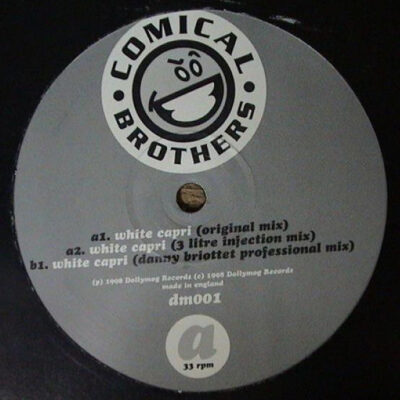 COMICAL
BROTHERS
a1. white capri (original mix)
a2. white capri (3 litre injection mix)
b1. white capri (danny briottet professional mix)
(p) 1998 Dollymog Records (c) 1998 Dollymog Records
made in england
dm001
a
33 rpm